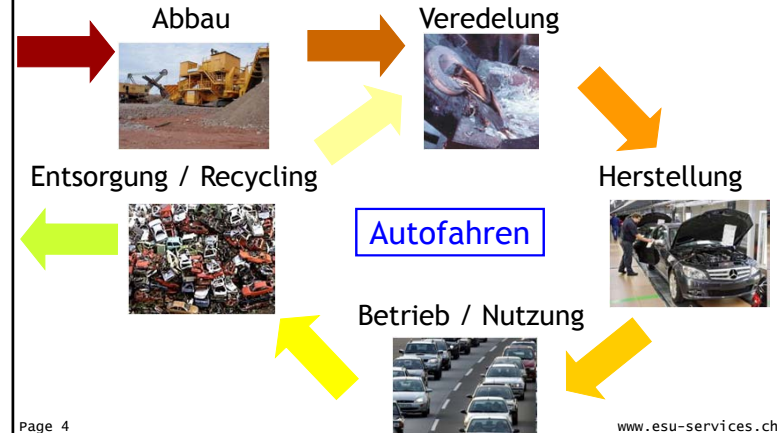 Abbau
Veredelung
Entsorgung / Recycling
Herstellung
Autofahren
Betrieb / Nutzung
Page 4
www.esu-services.ch